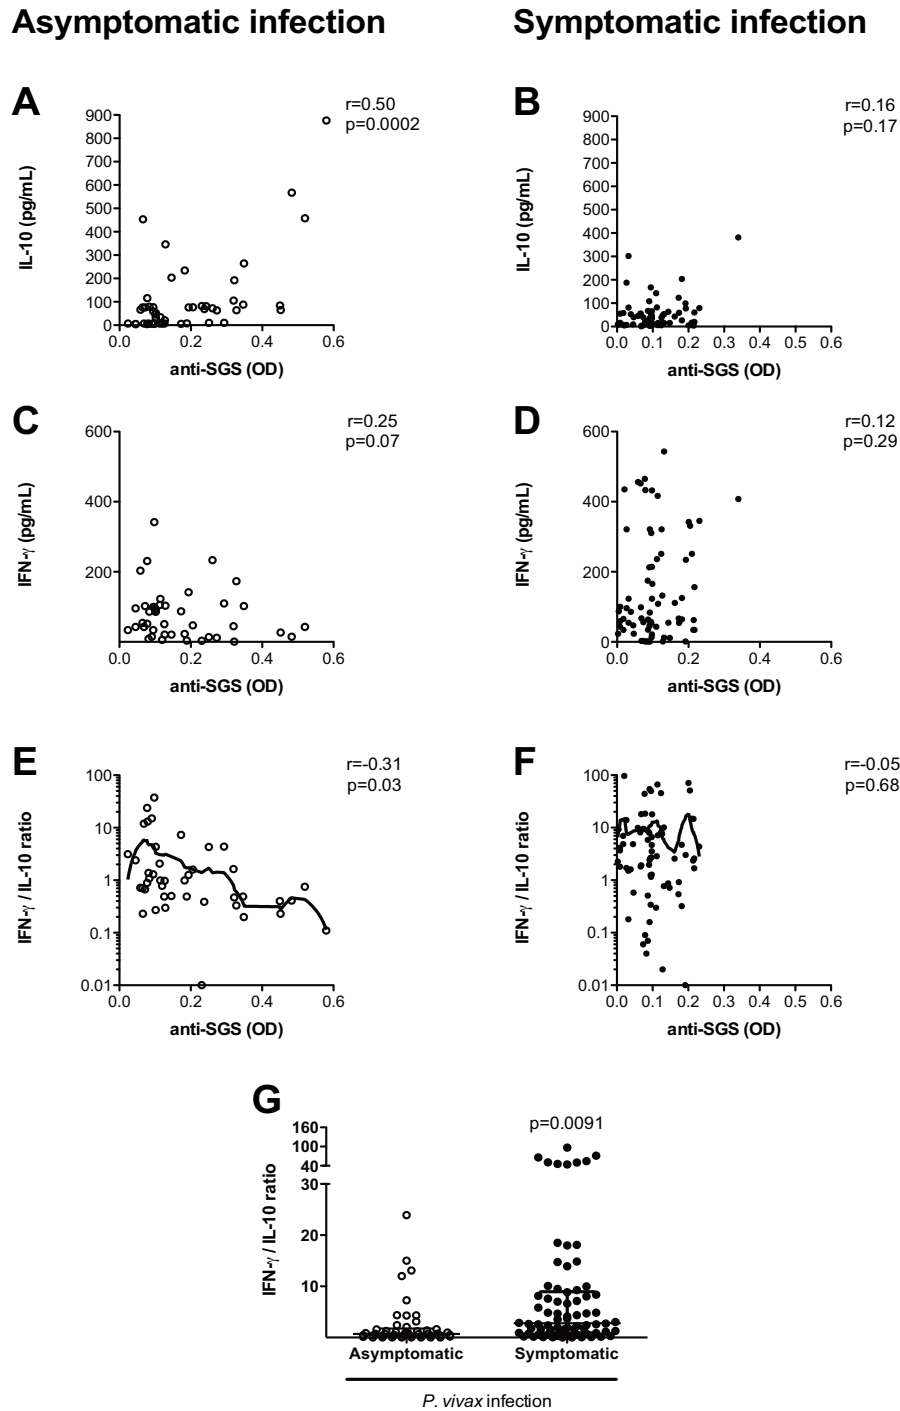 Asymptomatic infection
Symptomatic infection
A
r=0.50
p=0.0002
IL-10 (pg/mL)
900
800
700
600
500
400
300
200
100
0
0.0 0.2 0.4 0.6
anti-SGS (OD)
B
r=0.16
p=0.17
IL-10 (pg/mL)
900
800
700
600
500
400
300
200
100
0
0.0 0.1 0.2 0.3 0.4 0.5 0.6
anti-SGS (OD)
C
r=0.25
p=0.07
IFN-γ (pg/mL)
600
400
200
0.0 0.2 0.4 0.6
anti-SGS (OD)
D
r=0.12
p=0.29
IFN-γ (pg/mL)
600
400
200
0
0.0 0.2 0.4 0.6
anti-SGS (OD)
E
r=-0.31
p=0.03
IFN-γ / IL-10 ratio
100
10
1
0.1
0.01
0.0 0.2 0.4 0.6
anti-SGS (OD)
F
r=-0.05
p=0.68
IFN-γ / IL-10 ratio
100
10
1
0.1
0.01
0.0 0.1 0.2 0.3 0.4 0.5 0.6
anti-SGS (OD)
G
p=0.0091
IFN-γ / IL-10 ratio
160
100
40
30
20
10
Asymptomatic Symptomatic
P. vivax infection